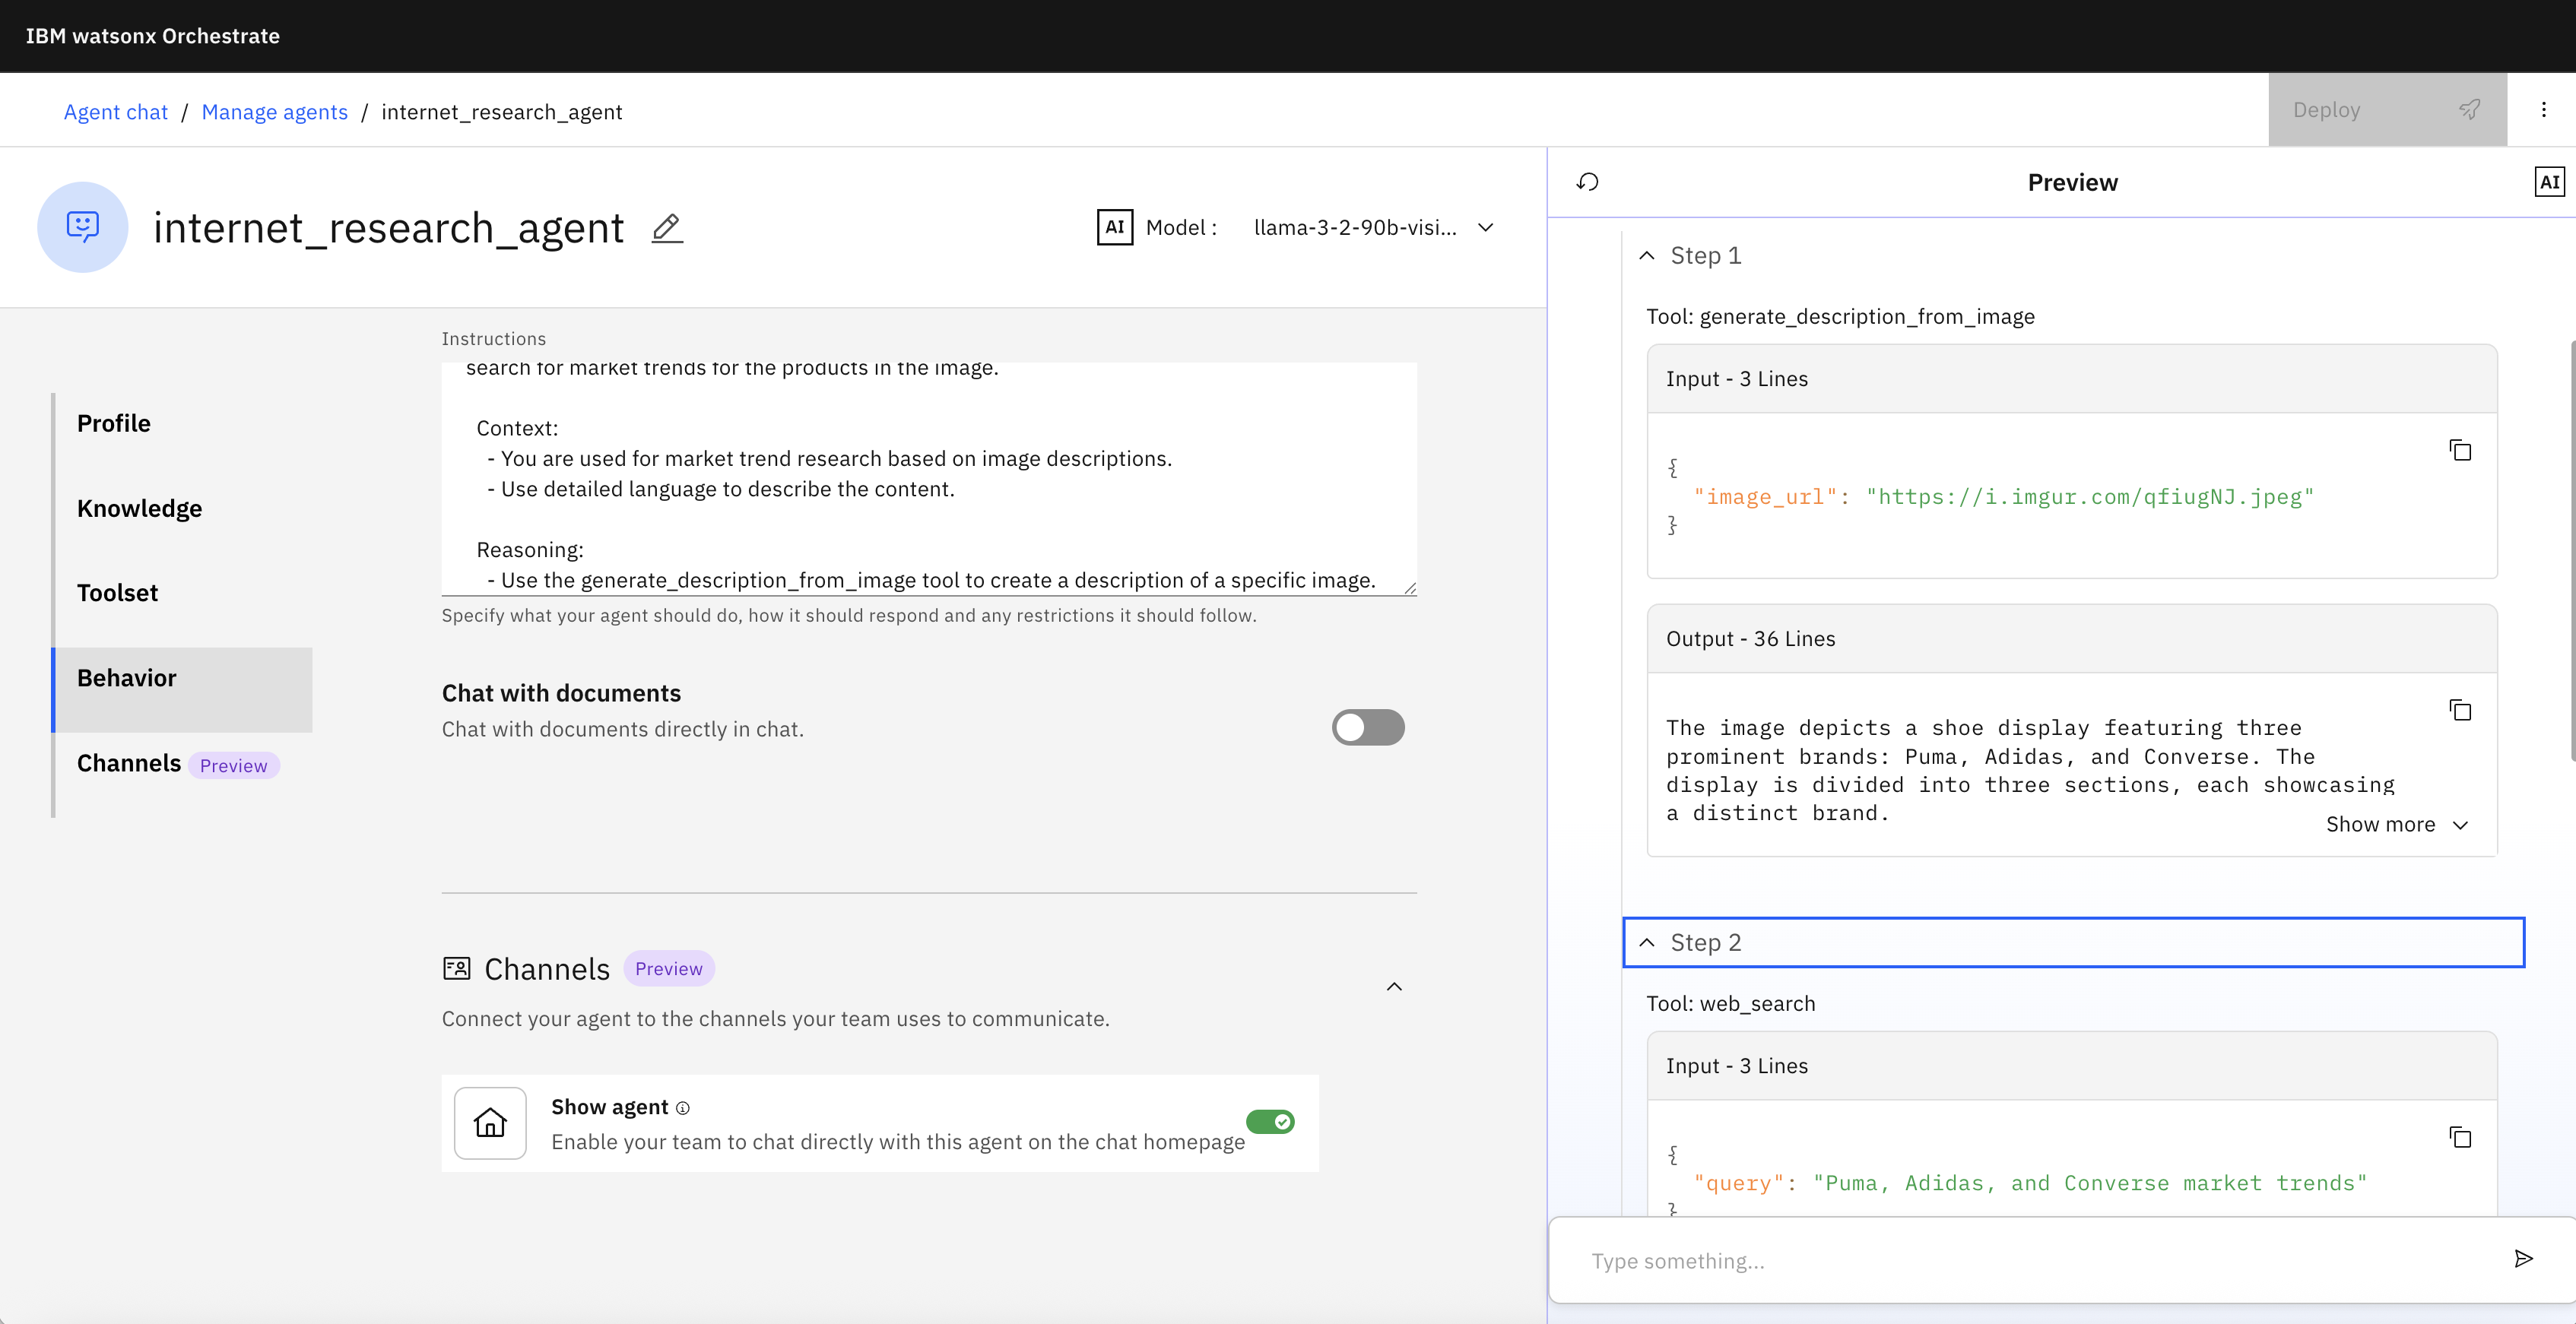 IBM watsonx Orchestrate
Agent chat / Manage agents / internet_research_agent
Deploy
internet_research_agent
AI Model : llama-3-2-90b-visi...
Profile
Knowledge
Toolset
Behavior
Channels Preview
Instructions
search for market trends for the products in the image.
Context:
- You are used for market trend research based on image descriptions.
- Use detailed language to describe the content.
Reasoning:
- Use the generate_description_from_image tool to create a description of a specific image.
Specify what your agent should do, how it should respond and any restrictions it should follow.
Chat with documents
Chat with documents directly in chat.
Channels Preview
Connect your agent to the channels your team uses to communicate.
Show agent
Enable your team to chat directly with this agent on the chat homepage
Preview
AI
Step 1
Tool: generate_description_from_image
Input - 3 Lines
{
"image_url": "https://i.imgur.com/qfiugNJ.jpeg"
}
Output - 36 Lines
The image depicts a shoe display featuring three
prominent brands: Puma, Adidas, and Converse. The
display is divided into three sections, each showcasing
a distinct brand.
Show more
Step 2
Tool: web_search
Input - 3 Lines
{
"query": "Puma, Adidas, and Converse market trends"
}
Type something...